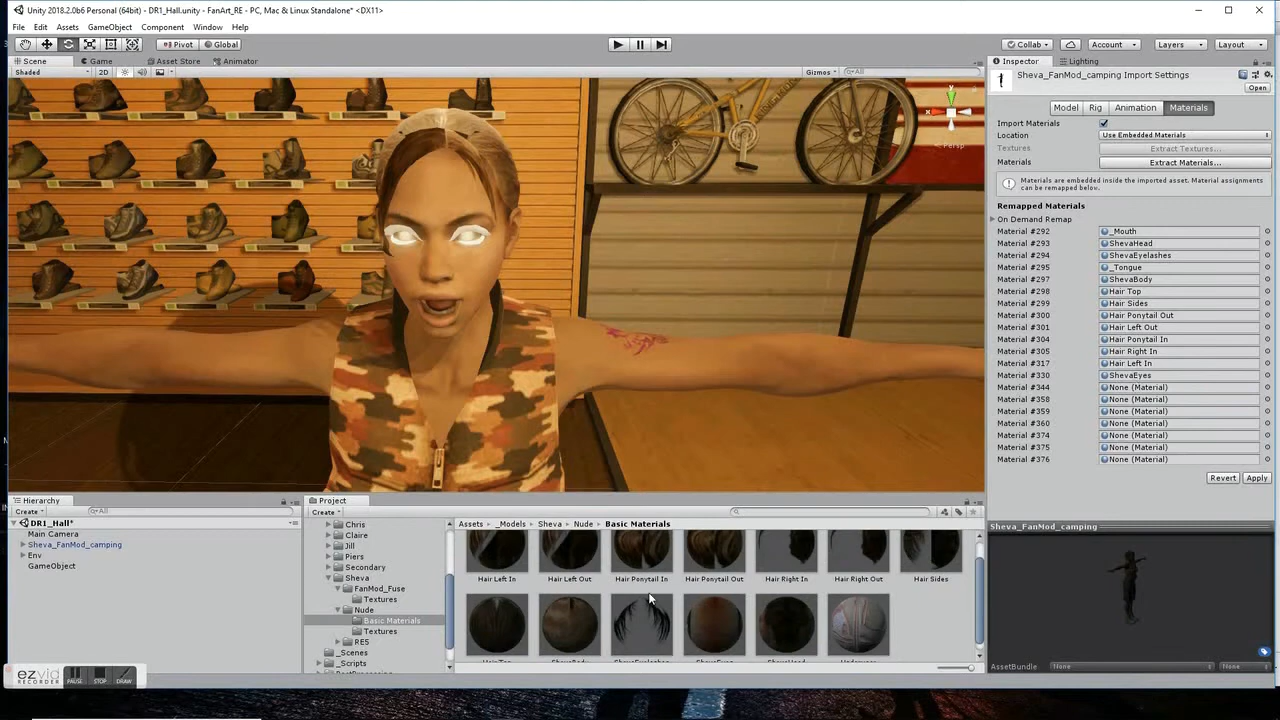 Unity 2018.2.0b6 Personal (64bit) - DR1_Hall.unity - FanArt_RE - PC, Mac & Linux Standalone* <DX11>
File Edit Assets GameObject Component Window Help
Pivot Global Collab Account Layers Layout
Scene Game Asset Store Animator
Shaded 2D Gizmos All
Persp
Inspector Lighting
Sheva_FanMod_camping Import Settings
Open
Model Rig Animation Materials
Import Materials
Location Use Embedded Materials
Textures Extract Textures...
Materials Extract Materials...
Materials are embedded inside the imported asset. Material assignments
can be remapped below.
Remapped Materials
On Demand Remap
Material #292 _Mouth
Material #293 ShevaHead
Material #294 ShevaEyelashes
Material #295 _Tongue
Material #297 ShevaBody
Material #298 Hair Top
Material #299 Hair Sides
Material #300 Hair Ponytail Out
Material #301 Hair Left Out
Material #304 Hair Ponytail In
Material #305 Hair Right In
Material #317 Hair Left In
Material #330 ShevaEyes
Material #344 None (Material)
Material #358 None (Material)
Material #359 None (Material)
Material #360 None (Material)
Material #374 None (Material)
Material #375 None (Material)
Material #376 None (Material)
Revert Apply
Hierarchy
Create All
DR1_Hall*
Main Camera
Sheva_FanMod_camping
Env
GameObject
Project
Create
Chris
Claire
Jill
Piers
Secondary
Sheva
FanMod_Fuse
Textures
Nude
Basic Materials
Textures
RE5
_Scenes
_Scripts
Assets _Models Sheva Nude Basic Materials
Hair Left In Hair Left Out Hair Ponytail In Hair Ponytail Out Hair Right In Hair Right Out Hair Sides
Sheva_FanMod_camping
AssetBundle None None
ezvid
RECORDER
PAUSE STOP DRAW